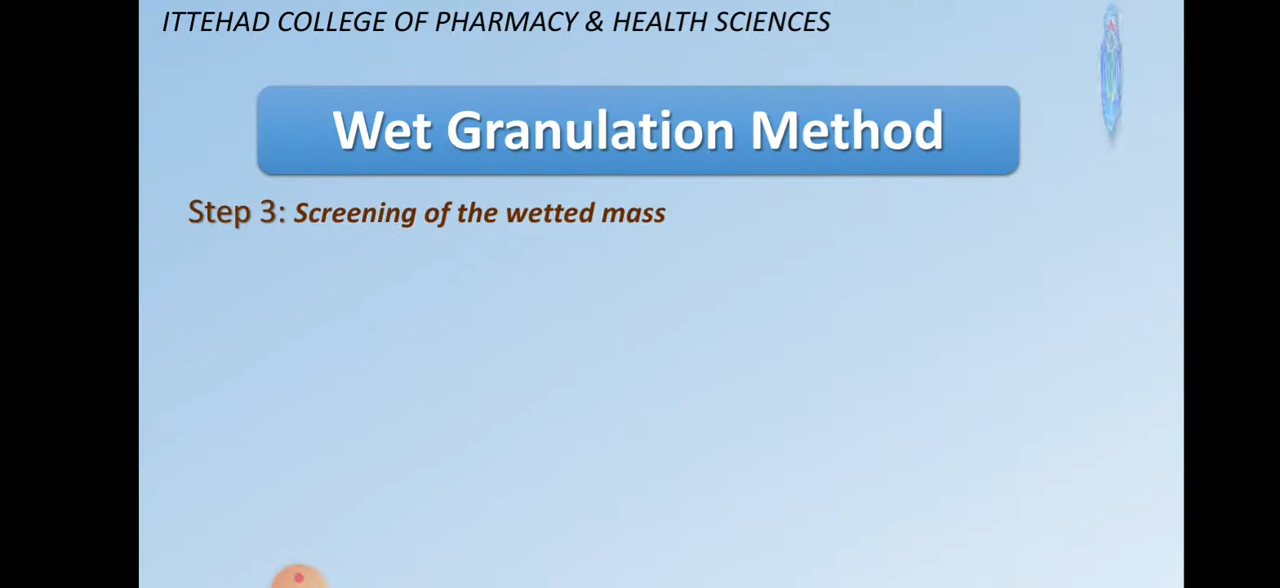 ITTEHAD COLLEGE OF PHARMACY & HEALTH SCIENCES
Wet Granulation Method
Step 3: Screening of the wetted mass